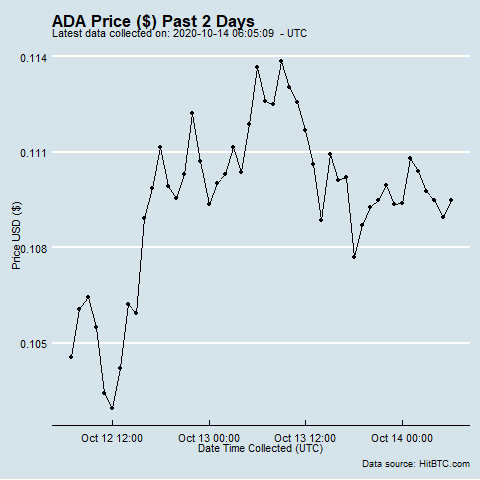 ADA Price ($) Past 2 Days
Latest data collected on: 2020-10-14 06:05:09 - UTC
0.114
0.111
0.108
0.105
Price USD ($)
Oct 12 12:00 Oct 13 00:00 Oct 13 12:00 Oct 14 00:00
Date Time Collected (UTC)
Data source: HitBTC.com